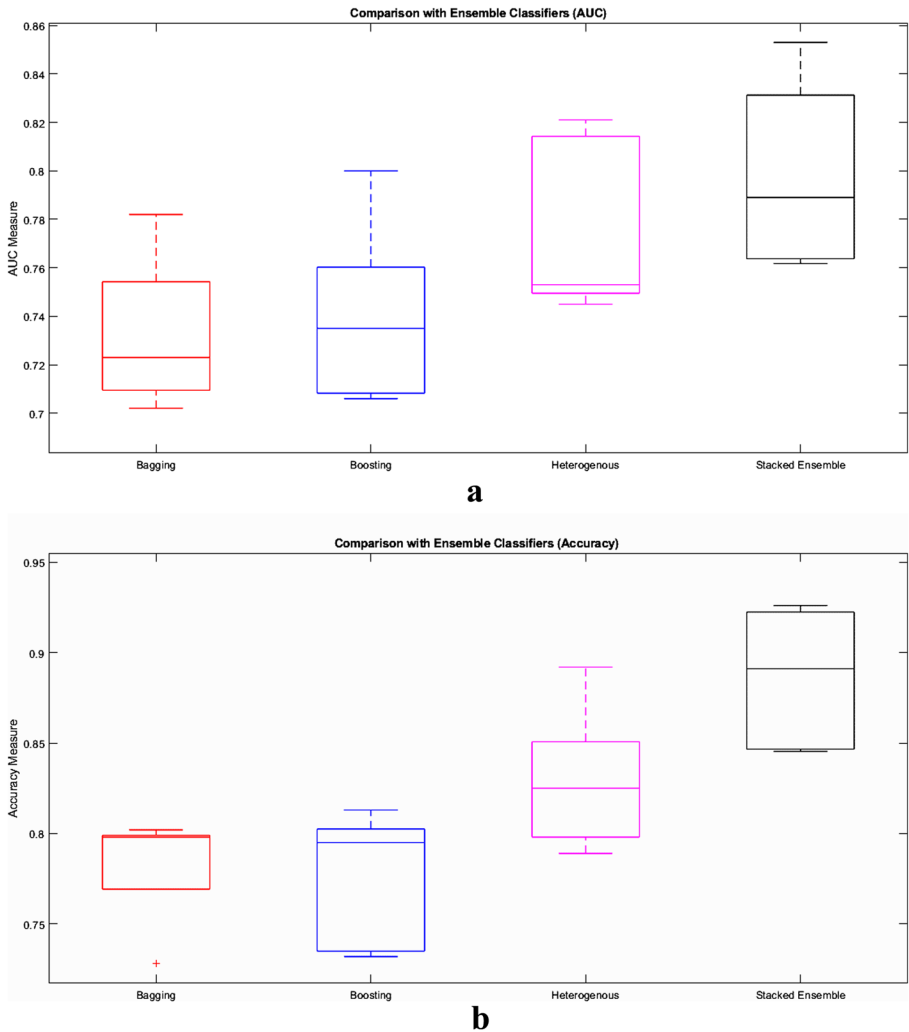 Comparison with Ensemble Classifiers (AUC)
0.86
0.84
0.82
0.8
0.78
0.76
0.74
0.72
0.7
AUC Measure
Bagging Boosting Heterogenous Stacked Ensemble
a
Comparison with Ensemble Classifiers (Accuracy)
0.95
0.9
0.85
0.8
0.75
Accuracy Measure
Bagging Boosting Heterogenous Stacked Ensemble
b